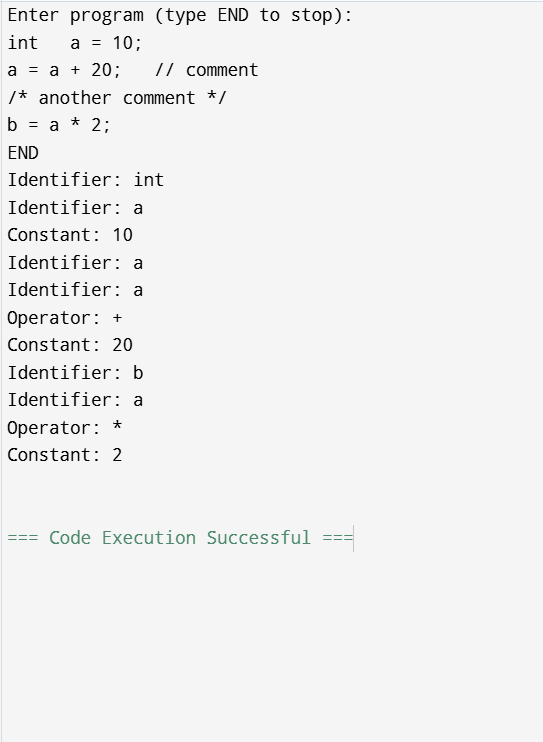 Enter program (type END to stop):
int   a = 10;
a = a + 20;   // comment
/* another comment */
b = a * 2;
END
Identifier: int
Identifier: a
Constant: 10
Identifier: a
Identifier: a
Operator: +
Constant: 20
Identifier: b
Identifier: a
Operator: *
Constant: 2
=== Code Execution Successful ===